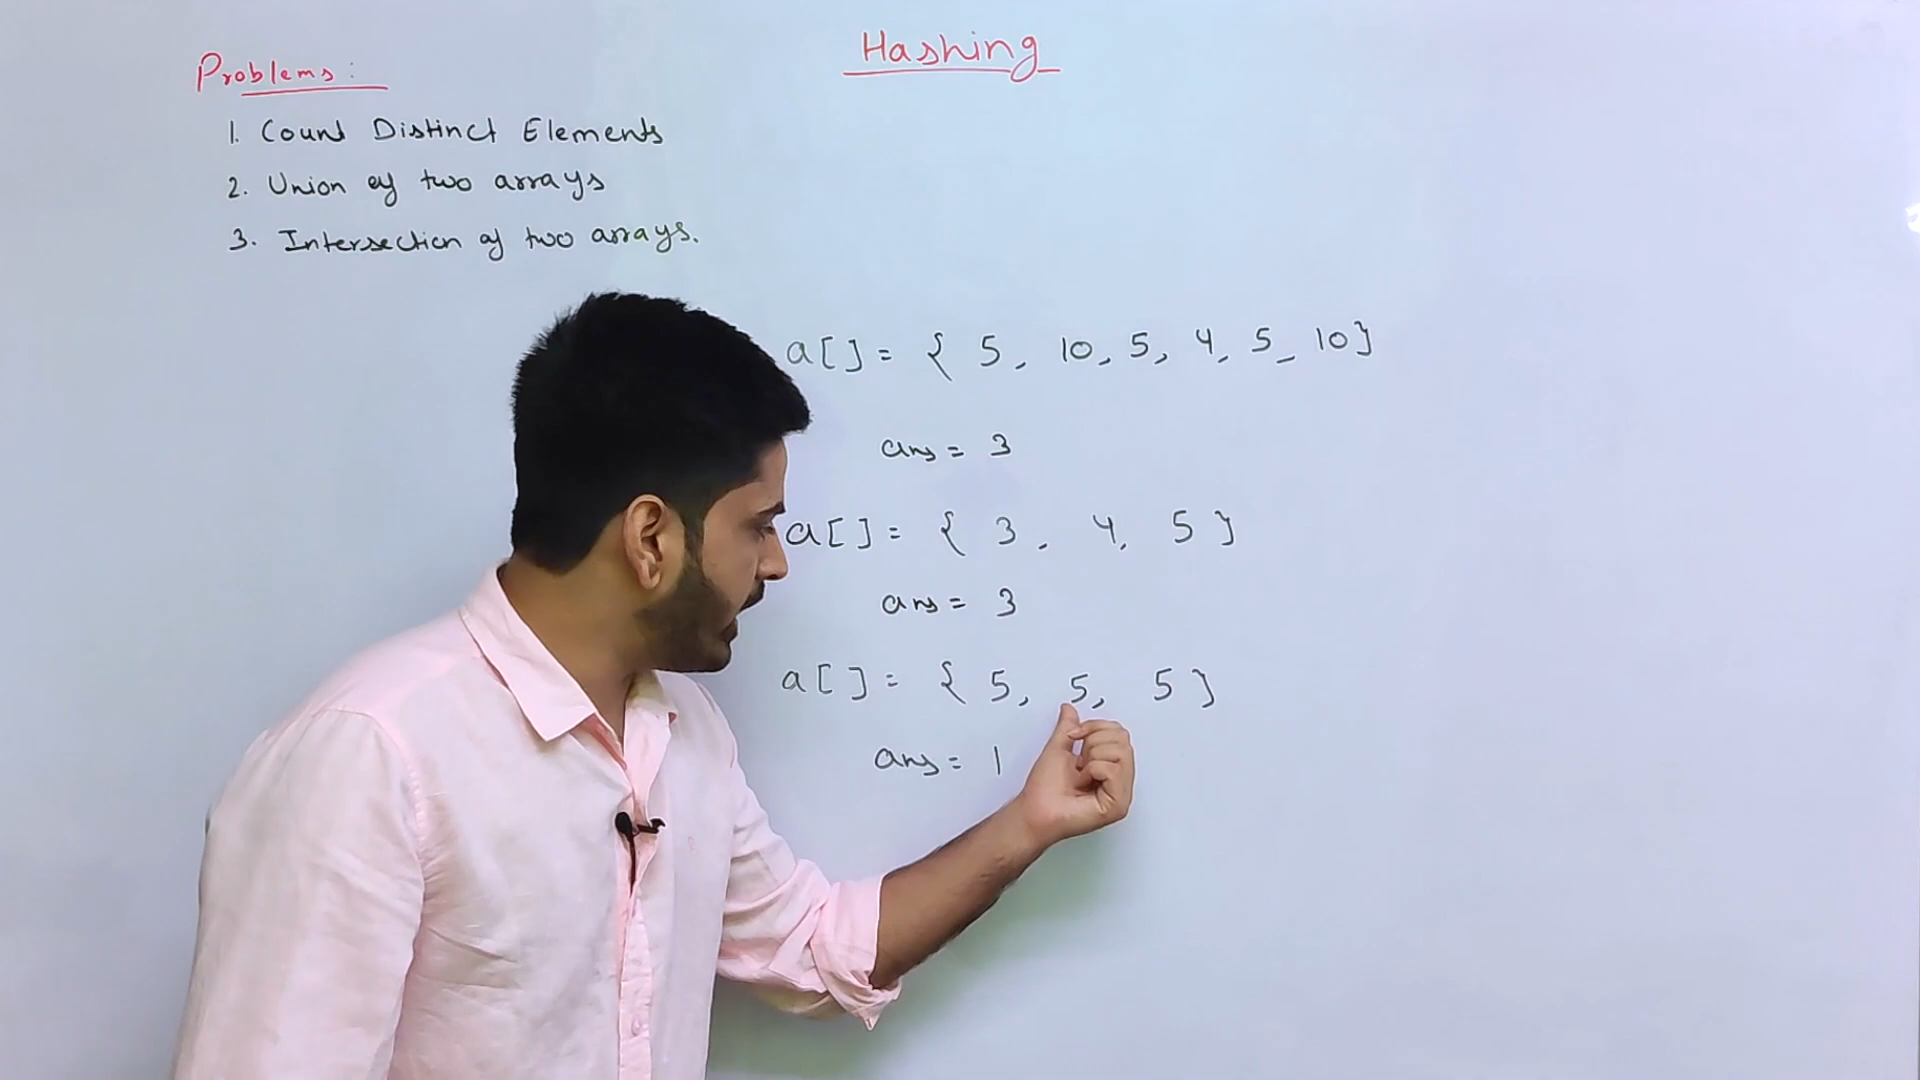 Hashing
Problems:
1. Count Distinct Elements
2. Union of two arrays
3. Intersection of two arrays.
a[] = { 5, 10, 5, 4, 5, 10}
ans = 3
a[] = { 3, 4, 5 }
ans = 3
a[] = { 5, 5, 5 }
ans = 1